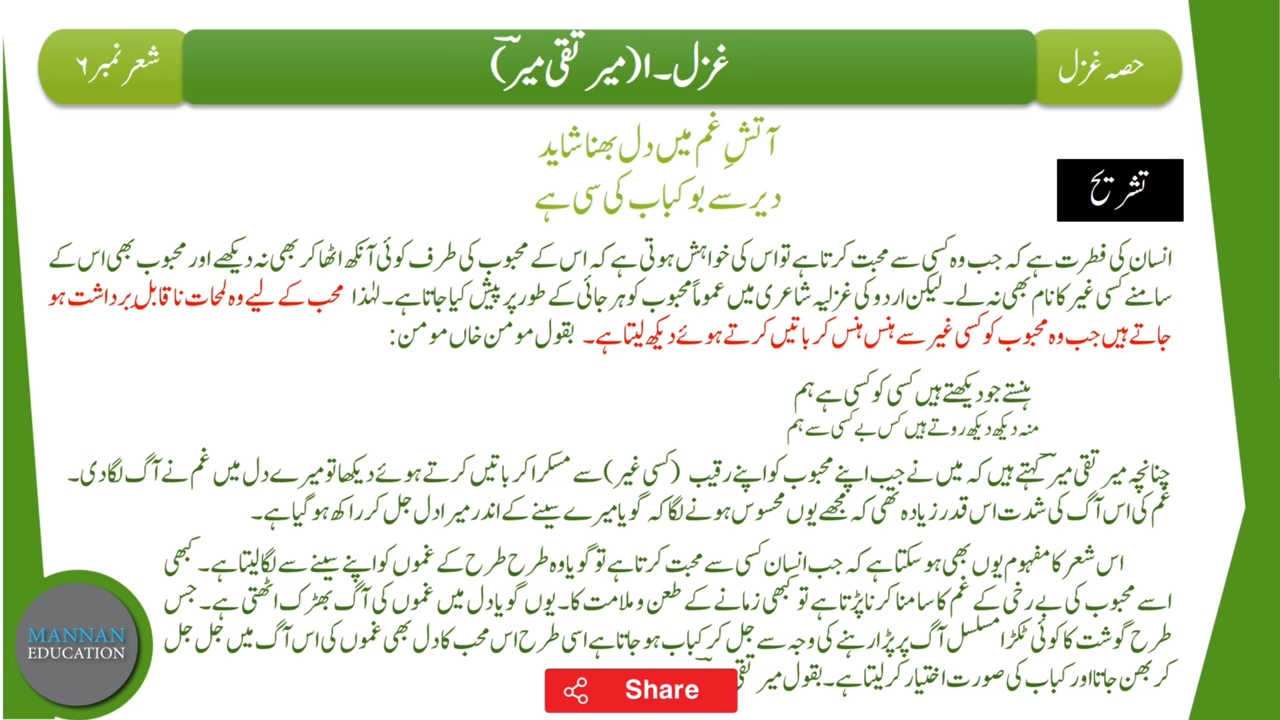 حصہ غزل
غزل۔۱(میر تقی میرؔ)
شعر نمبر ۶
آتشِ غم میں دل بھنا شاید
دیر سے بو کباب کی سی ہے
تشریح
انسان کی فطرت ہے کہ جب وہ کسی سے محبت کرتا ہے تو اس کی خواہش ہوتی ہے کہ اس کے محبوب کی طرف کوئی آنکھ اٹھا کر بھی نہ دیکھے اور محبوب بھی اس کے
سامنے کسی غیر کا نام بھی نہ لے۔ لیکن اردو کی غزلیہ شاعری میں عموماً محبوب کو ہرجائی کے طور پر پیش کیا جاتا ہے۔ لہٰذا محب کے لیے وہ لمحات ناقابلِ برداشت ہو
جاتے ہیں جب وہ محبوب کو کسی غیر سے ہنس ہنس کر باتیں کرتے ہوئے دیکھ لیتا ہے۔ بقول مومن خاں مومن:
ہنستے جو دیکھتے ہیں کسی کو کسی ہے ہم
منہ دیکھ دیکھ روتے ہیں کس بے کسی سے ہم
چنانچہ میر تقی میرؔ کہتے ہیں کہ میں نے جب اپنے محبوب کو اپنے رقیب (کسی غیر) سے مسکرا کر باتیں کرتے ہوئے دیکھا تو میرے دل میں غم نے آگ لگا دی۔
غم کی اس آگ کی شدت اس قدر زیادہ تھی کہ مجھے یوں محسوس ہونے لگا کہ گویا میرے سینے کے اندر میرا دل جل کر راکھ ہو گیا ہے۔
اس شعر کا مفہوم یوں بھی ہو سکتا ہے کہ جب انسان کسی سے محبت کرتا ہے تو گویا وہ طرح طرح کے غموں کو اپنے سینے سے لگا لیتا ہے۔ کبھی
اسے محبوب کی بے رخی کے غم کا سامنا کرنا پڑتا ہے تو کبھی زمانے کے طعن و ملامت کا۔ یوں گویا دل میں غموں کی آگ بھڑک اٹھتی ہے۔ جس
طرح گوشت کا کوئی ٹکڑا مسلسل آگ پر پڑا رہنے کی وجہ سے جل کر کباب ہو جاتا ہے اسی طرح اس محب کا دل بھی غموں کی اس آگ میں جل جل
کر بھن جاتا اور کباب کی صورت اختیار کر لیتا ہے۔ بقول میر تقی
MANNAN
EDUCATION
Share